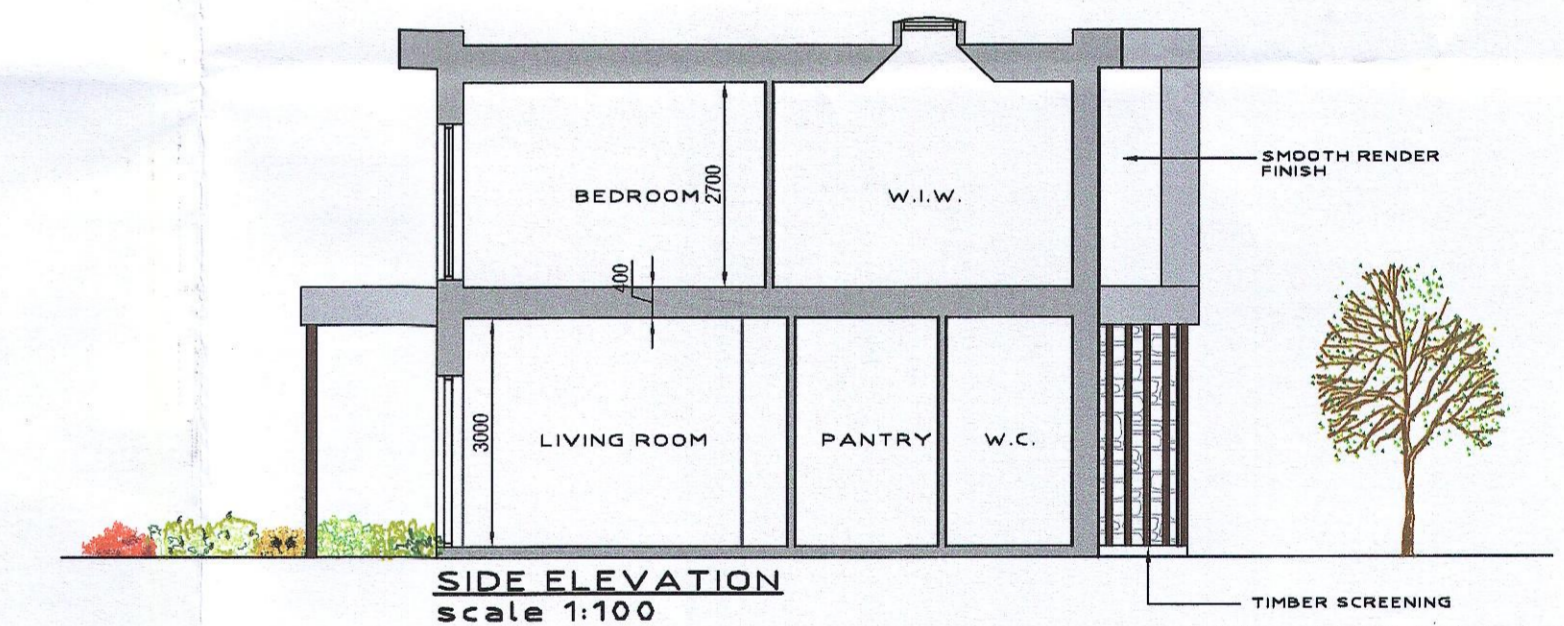 SMOOTH RENDER
FINISH
BEDROOM
2700
W.I.W.
400
3000
LIVING ROOM
PANTRY
W.C.
SIDE ELEVATION
scale 1:100
TIMBER SCREENING